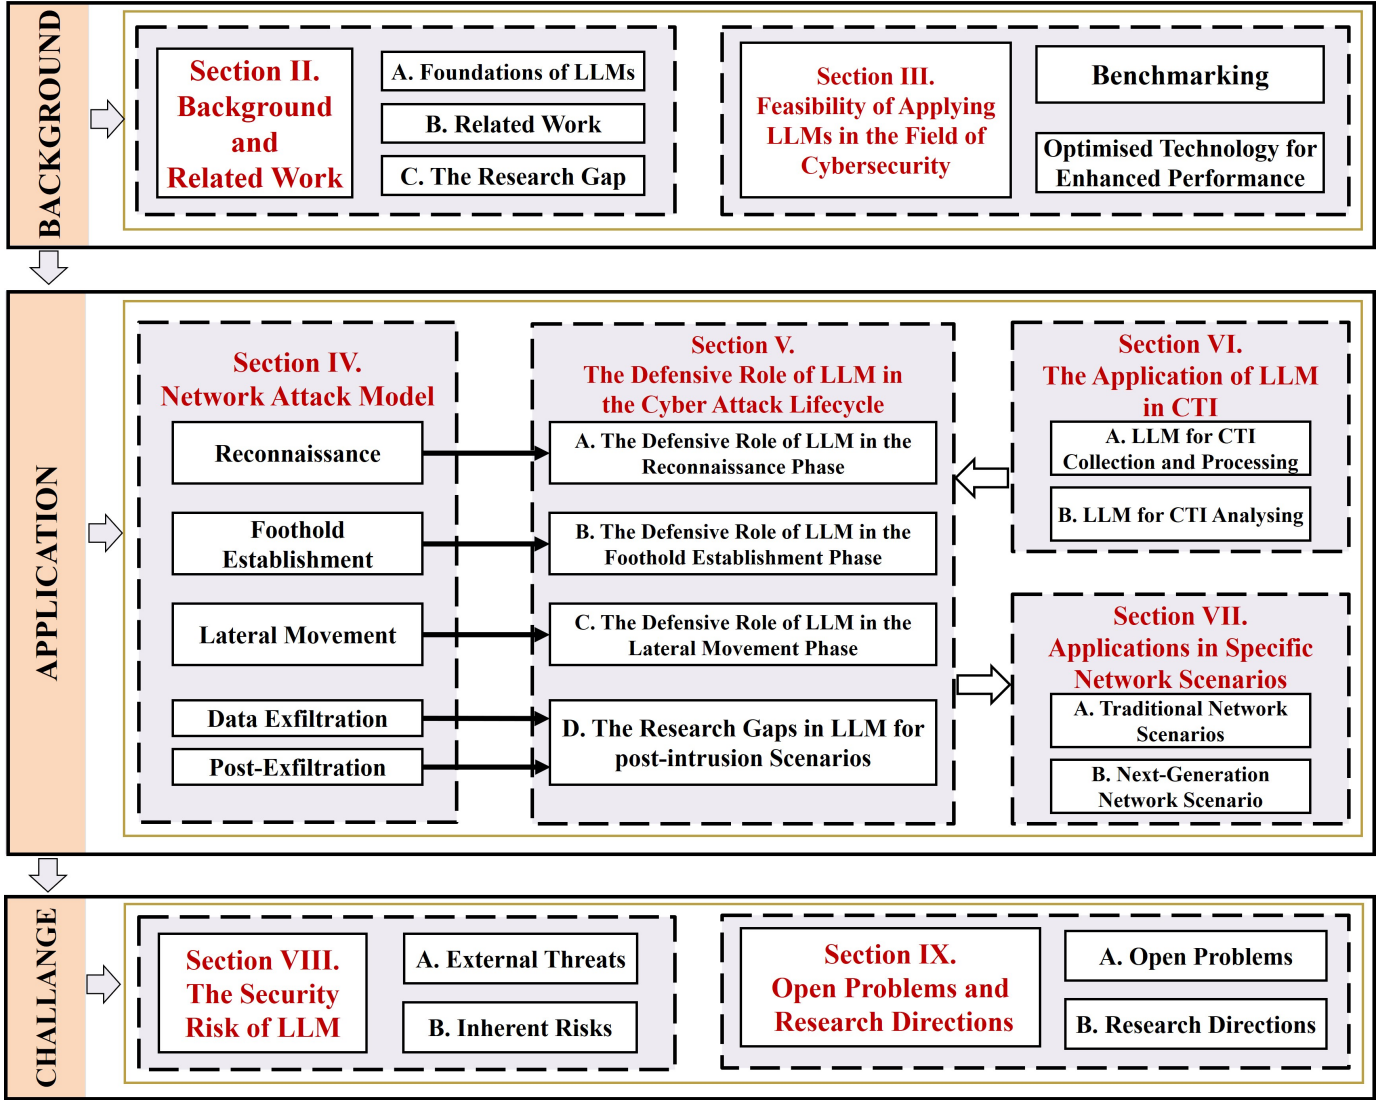 BACKGROUND
Section II.
Background
and
Related Work
A. Foundations of LLMs
B. Related Work
C. The Research Gap
Section III.
Feasibility of Applying
LLMs in the Field of
Cybersecurity
Benchmarking
Optimised Technology for
Enhanced Performance
APPLICATION
Section IV.
Network Attack Model
Reconnaissance
Foothold
Establishment
Lateral Movement
Data Exfiltration
Post-Exfiltration
Section V.
The Defensive Role of LLM in
the Cyber Attack Lifecycle
A. The Defensive Role of LLM in the
Reconnaissance Phase
B. The Defensive Role of LLM in the
Foothold Establishment Phase
C. The Defensive Role of LLM in the
Lateral Movement Phase
D. The Research Gaps in LLM for
post-intrusion Scenarios
Section VI.
The Application of LLM
in CTI
A. LLM for CTI
Collection and Processing
B. LLM for CTI Analysing
Section VII.
Applications in Specific
Network Scenarios
A. Traditional Network
Scenarios
B. Next-Generation
Network Scenario
CHALLANGE
Section VIII.
The Security
Risk of LLM
A. External Threats
B. Inherent Risks
Section IX.
Open Problems and
Research Directions
A. Open Problems
B. Research Directions